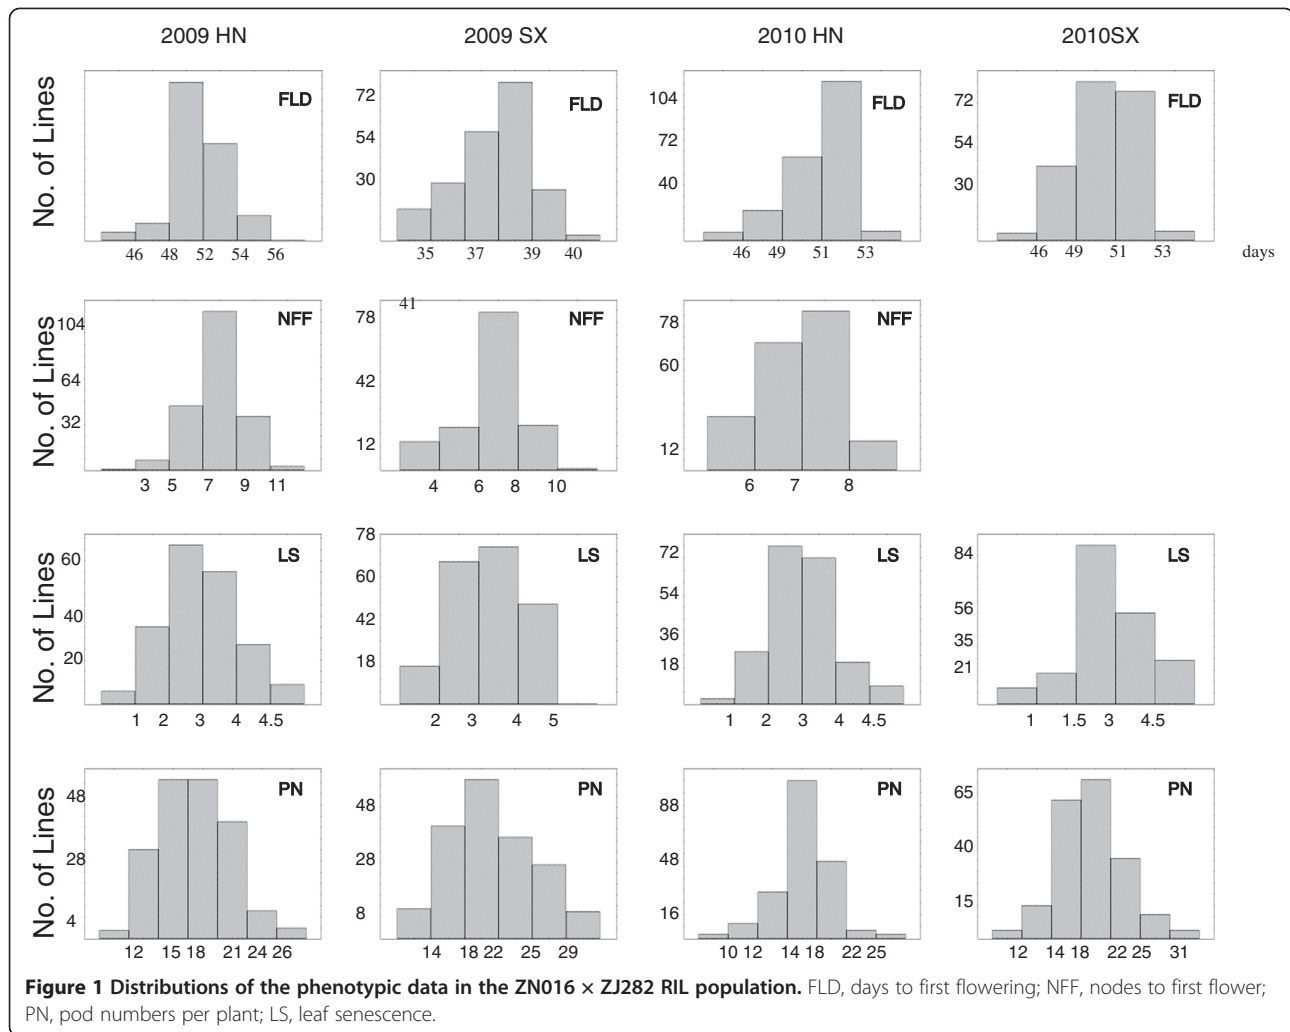 2009 HN 2009 SX 2010 HN 2010SX
No. of Lines
FLD
46 48 52 54 56
72
54
30
FLD
35 37 39 40
104
72
40
FLD
46 49 51 53
72
54
30
FLD
46 49 51 53
days
No. of Lines
104
64
32
NFF
3 5 7 9 11
41
78
42
12
NFF
4 6 8 10
78
60
12
NFF
6 7 8
No. of Lines
60
40
20
LS
1 2 3 4 4.5
78
60
42
18
LS
2 3 4 5
72
54
36
18
LS
1 2 3 4 4.5
84
56
35
21
LS
1 1.5 3 4.5
No. of Lines
48
28
4
PN
12 15 18 21 24 26
48
28
8
PN
14 18 22 25 29
88
48
16
PN
10 12 14 18 22 25
65
40
15
PN
12 14 18 22 25 31
Figure 1 Distributions of the phenotypic data in the ZN016 × ZJ282 RIL population. FLD, days to first flowering; NFF, nodes to first flower;
PN, pod numbers per plant; LS, leaf senescence.